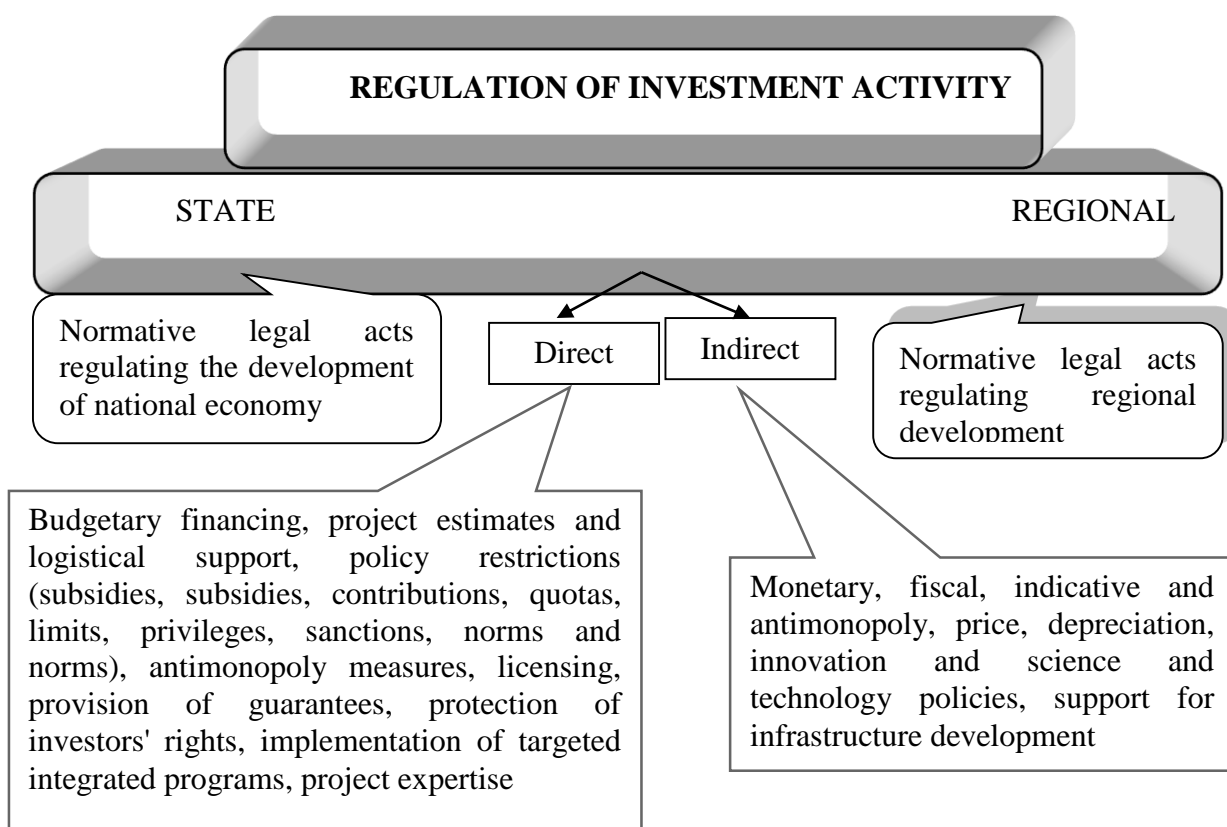 REGULATION OF INVESTMENT ACTIVITY
STATE
REGIONAL
Normative legal acts
regulating the development
of national economy
Direct
Indirect
Normative legal acts
regulating regional
development
Budgetary financing, project estimates and
logistical support, policy restrictions
(subsidies, subsidies, contributions, quotas,
limits, privileges, sanctions, norms and
norms), antimonopoly measures, licensing,
provision of guarantees, protection of
investors' rights, implementation of targeted
integrated programs, project expertise
Monetary, fiscal, indicative and
antimonopoly, price, depreciation,
innovation and science and
technology policies, support for
infrastructure development